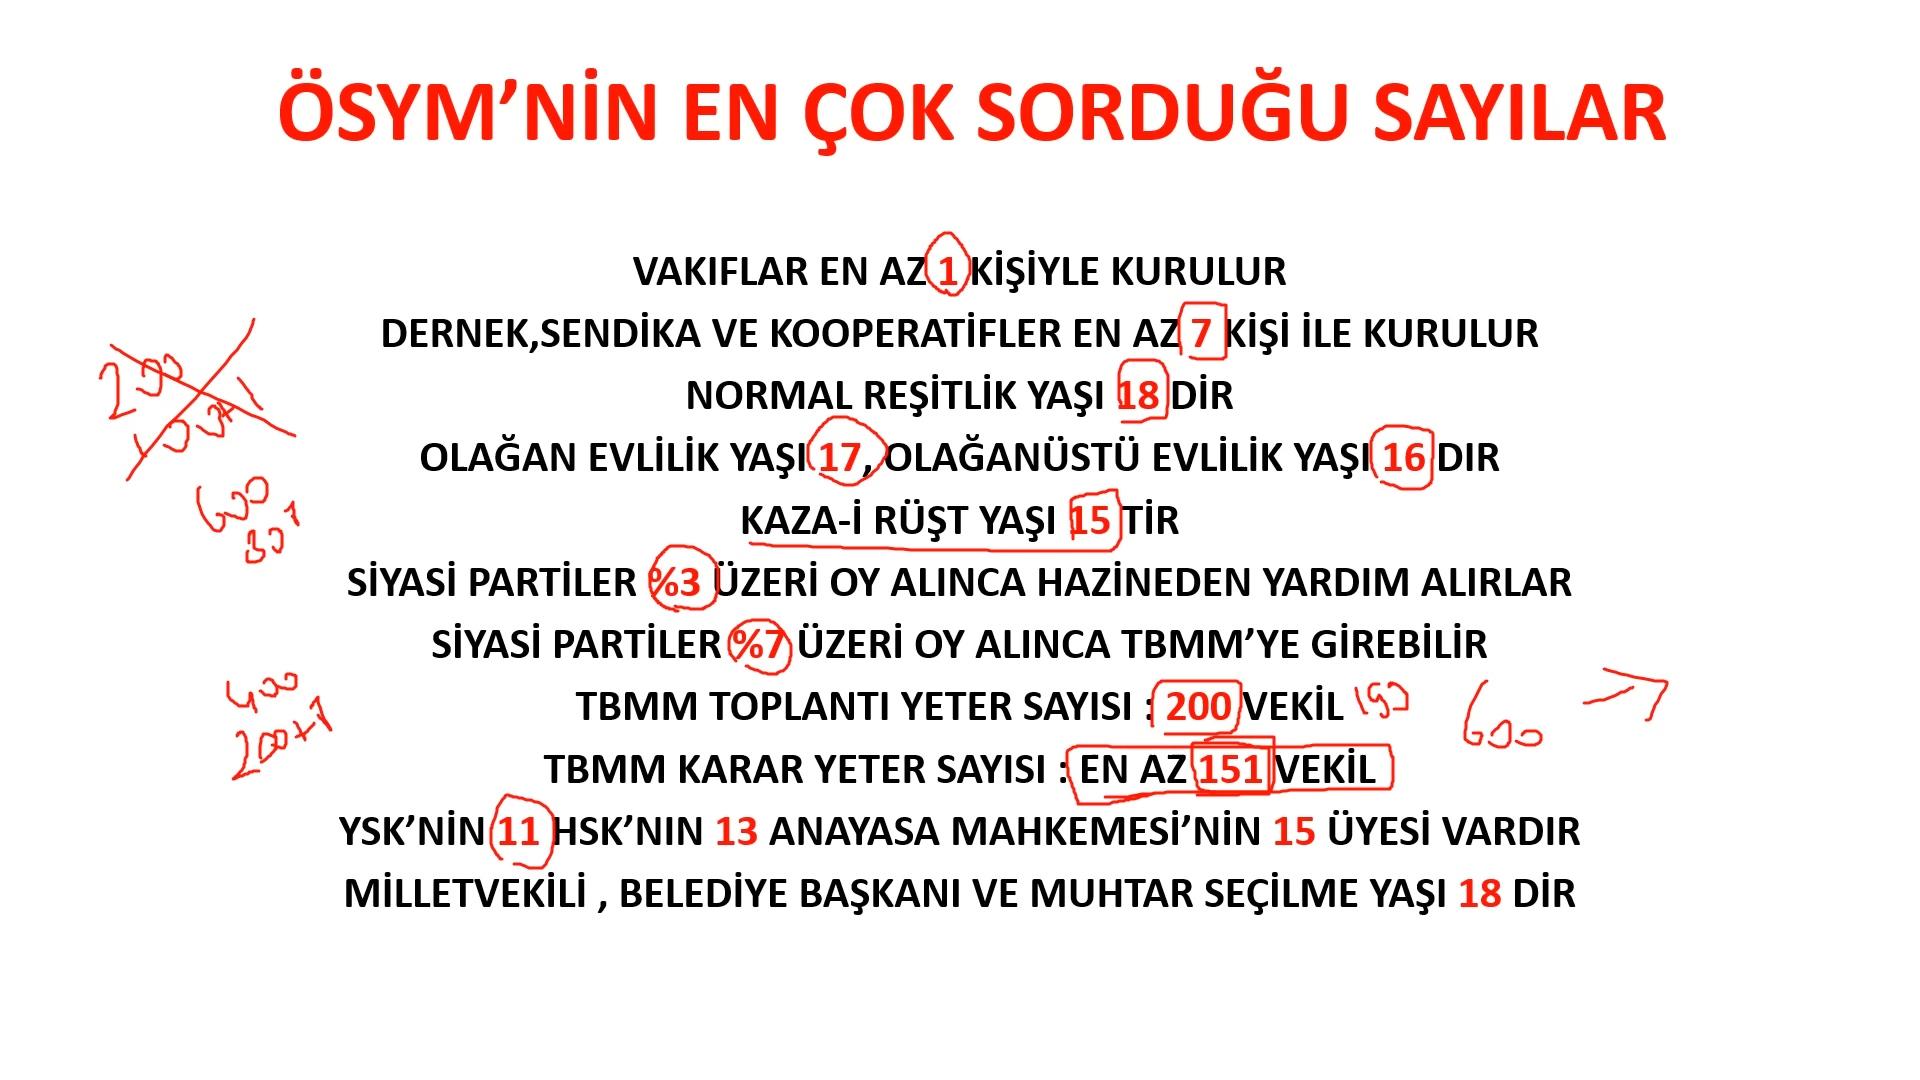 ÖSYM'NİN EN ÇOK SORDUĞU SAYILAR
VAKIFLAR EN AZ 1 KİŞİYLE KURULUR
DERNEK,SENDİKA VE KOOPERATİFLER EN AZ 7 KİŞİ İLE KURULUR
NORMAL REŞİTLİK YAŞI 18 DİR
OLAĞAN EVLİLİK YAŞI 17, OLAĞANÜSTÜ EVLİLİK YAŞI 16 DIR
KAZA-İ RÜŞT YAŞI 15 TİR
SİYASİ PARTİLER %3 ÜZERİ OY ALINCA HAZİNEDEN YARDIM ALIRLAR
SİYASİ PARTİLER %7 ÜZERİ OY ALINCA TBMM'YE GİREBİLİR
TBMM TOPLANTI YETER SAYISI : 200 VEKİL
TBMM KARAR YETER SAYISI : EN AZ 151 VEKİL
YSK'NİN 11 HSK'NIN 13 ANAYASA MAHKEMESİ'NİN 15 ÜYESİ VARDIR
MİLLETVEKİLİ , BELEDİYE BAŞKANI VE MUHTAR SEÇİLME YAŞI 18 DİR
200
600
400
200+1
600